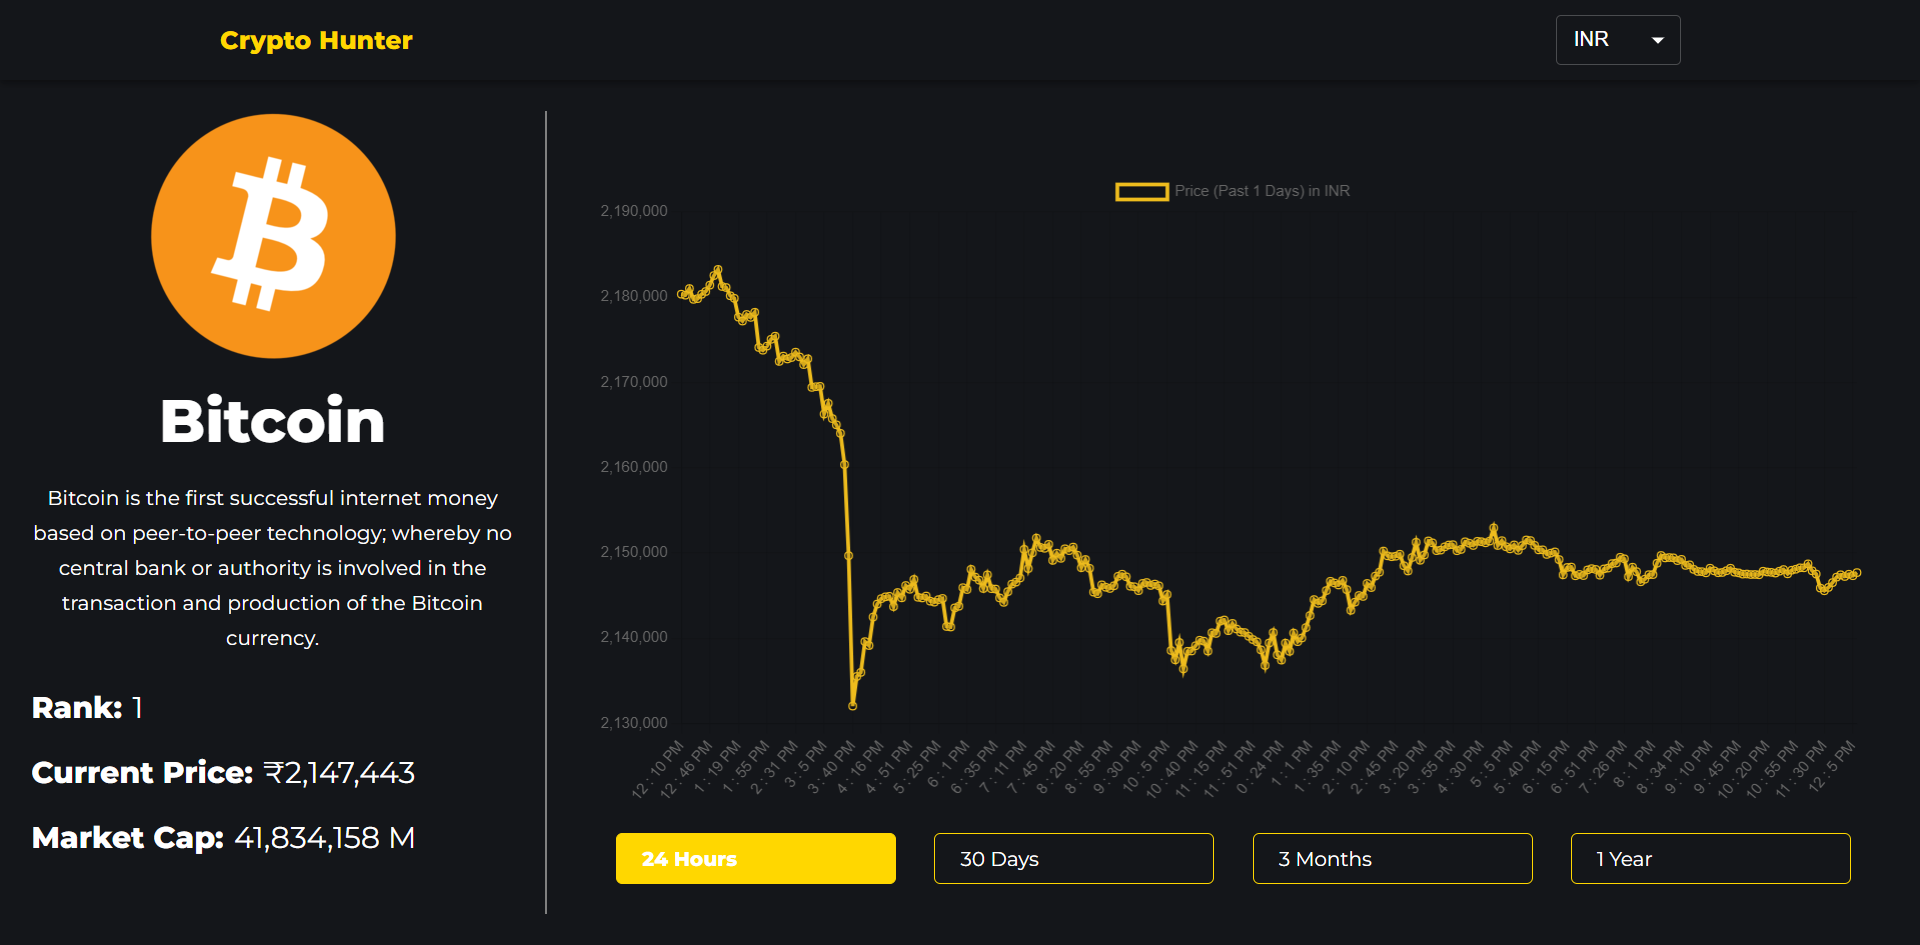 Crypto Hunter
INR
Bitcoin
Bitcoin is the first successful internet money
based on peer-to-peer technology; whereby no
central bank or authority is involved in the
transaction and production of the Bitcoin
currency.
Rank: 1
Current Price: ₹2,147,443
Market Cap: 41,834,158 M
Price (Past 1 Days) in INR
2,190,000
2,180,000
2,170,000
2,160,000
2,150,000
2,140,000
2,130,000
12 : 10 PM
12 : 46 PM
1 : 19 PM
1 : 55 PM
2 : 31 PM
3 : 5 PM
3 : 40 PM
4 : 16 PM
4 : 51 PM
5 : 25 PM
6 : 1 PM
6 : 35 PM
7 : 11 PM
7 : 45 PM
8 : 20 PM
8 : 55 PM
9 : 30 PM
10 : 5 PM
10 : 40 PM
11 : 15 PM
11 : 51 PM
0 : 24 PM
1 : 1 PM
1 : 35 PM
2 : 10 PM
2 : 45 PM
3 : 20 PM
3 : 55 PM
4 : 30 PM
5 : 5 PM
5 : 40 PM
6 : 15 PM
6 : 51 PM
7 : 26 PM
8 : 1 PM
8 : 34 PM
9 : 10 PM
9 : 45 PM
10 : 20 PM
10 : 55 PM
11 : 30 PM
12 : 5 PM
24 Hours
30 Days
3 Months
1 Year